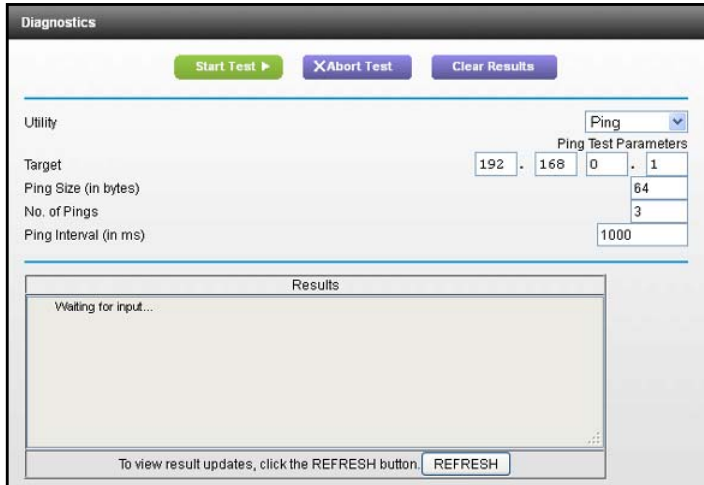 Diagnostics
Start Test Abort Test Clear Results
Utility Ping
Ping Test Parameters
Target 192 . 168 0 . 1
Ping Size (in bytes) 64
No. of Pings 3
Ping Interval (in ms) 1000
Results
Waiting for input...
To view result updates, click the REFRESH button. REFRESH